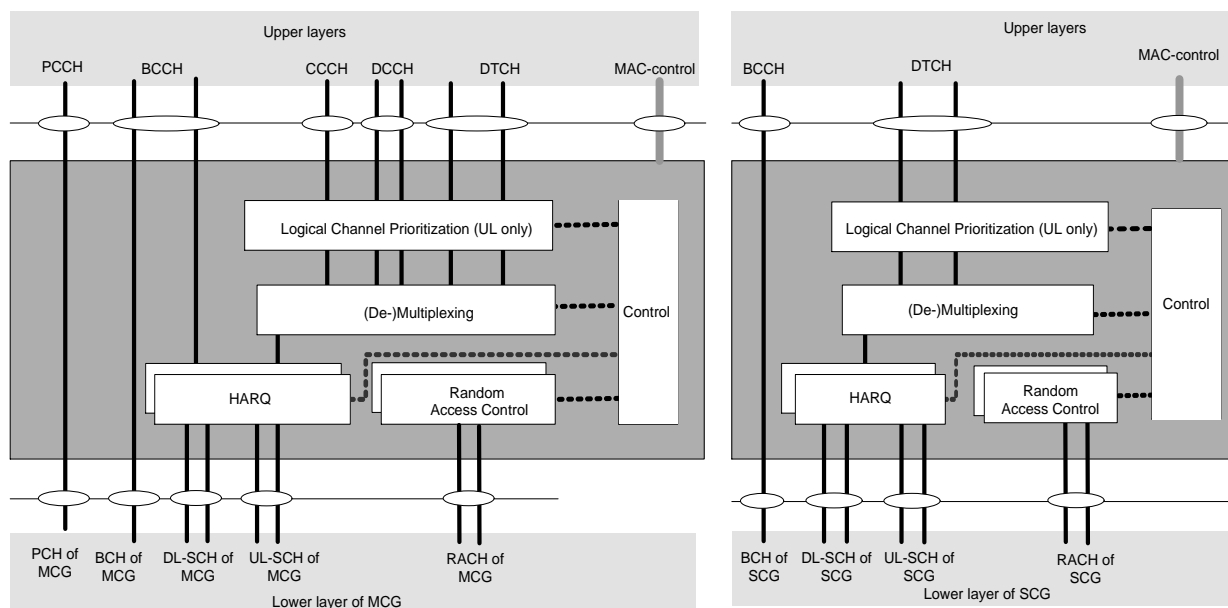 Upper layers
PCCH BCCH CCCH DCCH DTCH MAC-control
Logical Channel Prioritization (UL only)
(De-)Multiplexing
Control
HARQ
Random
Access Control
PCH of
MCG
BCH of
MCG
DL-SCH of
MCG
UL-SCH of
MCG
RACH of
MCG
Lower layer of MCG
Upper layers
BCCH DTCH MAC-control
Logical Channel Prioritization (UL only)
(De-)Multiplexing
Control
HARQ
Random
Access Control
BCH of
SCG
DL-SCH of
SCG
UL-SCH of
SCG
RACH of
SCG
Lower layer of SCG